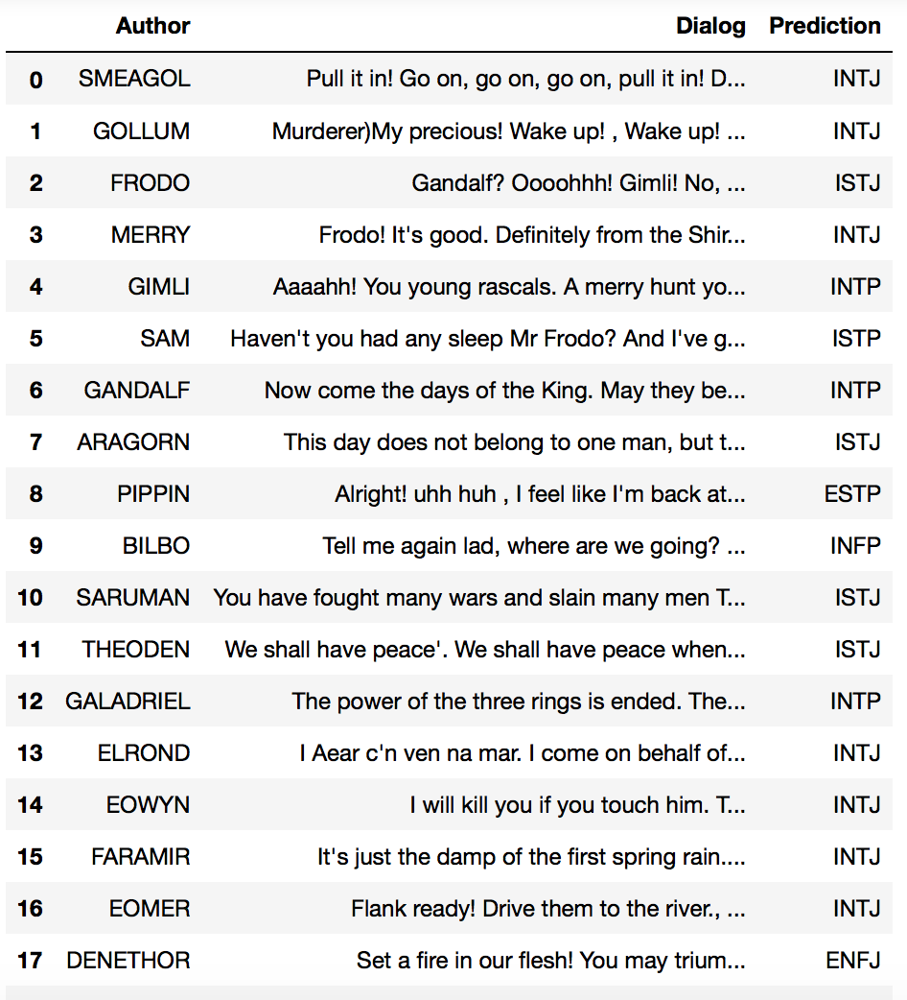 Author Dialog Prediction
0 SMEAGOL Pull it in! Go on, go on, go on, pull it in! D... INTJ
1 GOLLUM Murderer)My precious! Wake up! , Wake up! ... INTJ
2 FRODO Gandalf? Oooohhh! Gimli! No, ... ISTJ
3 MERRY Frodo! It's good. Definitely from the Shir... INTJ
4 GIMLI Aaaahh! You young rascals. A merry hunt yo... INTP
5 SAM Haven't you had any sleep Mr Frodo? And I've g... ISTP
6 GANDALF Now come the days of the King. May they be... INTP
7 ARAGORN This day does not belong to one man, but t... ISTJ
8 PIPPIN Alright! uhh huh , I feel like I'm back at... ESTP
9 BILBO Tell me again lad, where are we going? ... INFP
10 SARUMAN You have fought many wars and slain many men T... ISTJ
11 THEODEN We shall have peace'. We shall have peace when... ISTJ
12 GALADRIEL The power of the three rings is ended. The... INTP
13 ELROND I Aear c'n ven na mar. I come on behalf of... INTJ
14 EOWYN I will kill you if you touch him. T... INTJ
15 FARAMIR It's just the damp of the first spring rain.... INTJ
16 EOMER Flank ready! Drive them to the river., ... INTJ
17 DENETHOR Set a fire in our flesh! You may trium... ENFJ